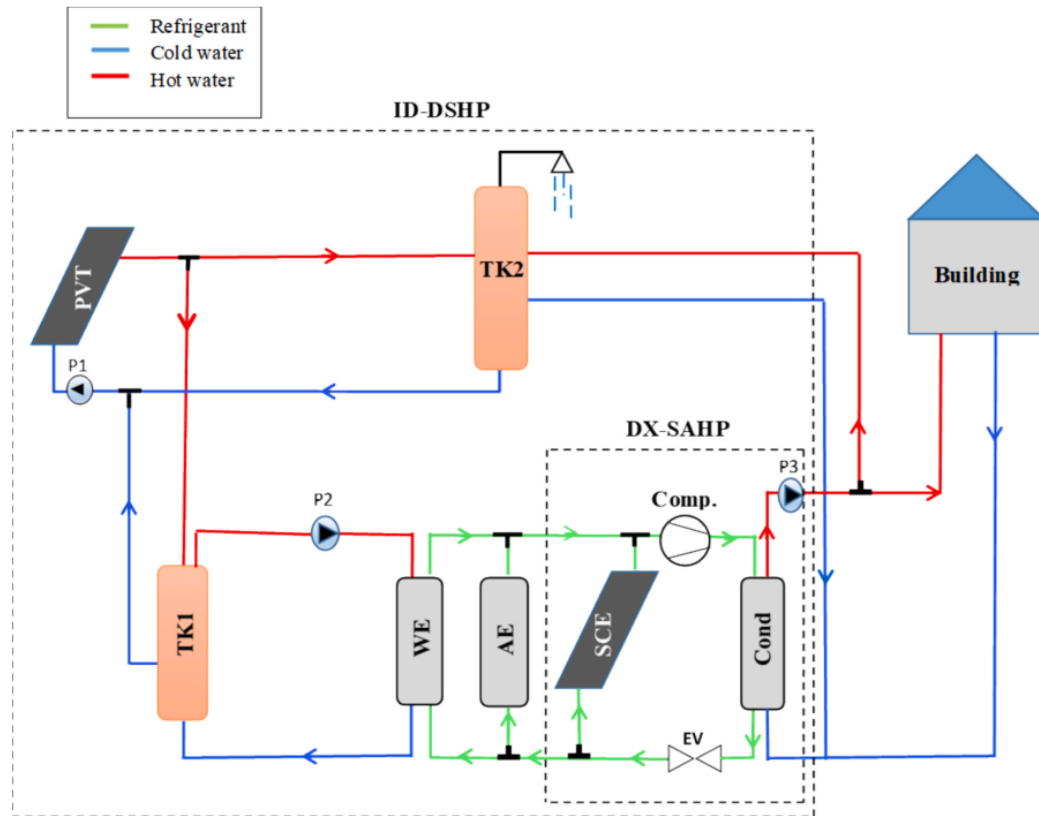 Refrigerant
Cold water
Hot water
ID-DSHP
PVT
TK2
Building
P1
DX-SAHP
P2
Comp.
P3
TK1
WE
AE
SCE
Cond
EV